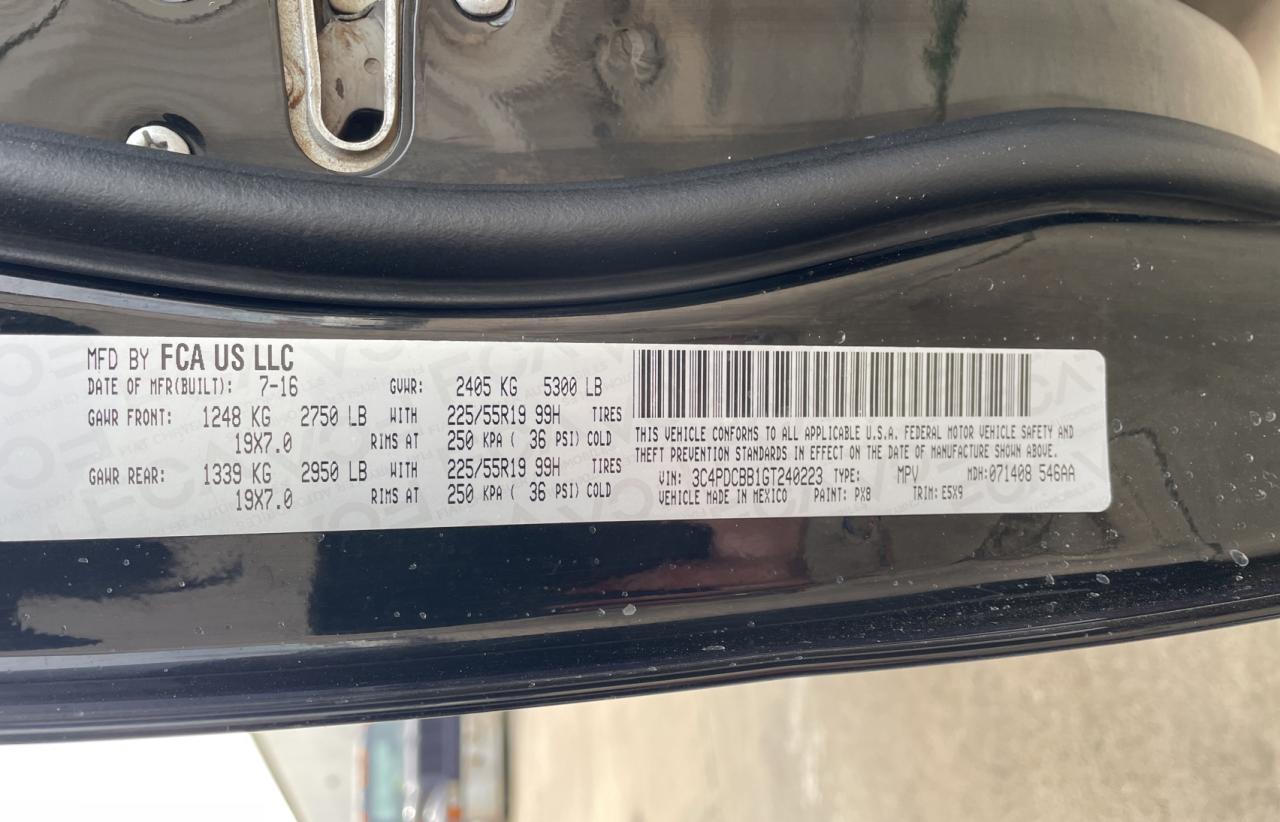 MFD BY FCA US LLC
DATE OF MFR(BUILT): 7-16 GVWR: 2405 KG 5300 LB
GAWR FRONT: 1248 KG 2750 LB WITH 225/55R19 99H TIRES
19X7.0 RIMS AT 250 KPA ( 36 PSI) COLD
GAWR REAR: 1339 KG 2950 LB WITH 225/55R19 99H TIRES
19X7.0 RIMS AT 250 KPA ( 36 PSI) COLD
THIS VEHICLE CONFORMS TO ALL APPLICABLE U.S.A. FEDERAL MOTOR VEHICLE SAFETY AND
THEFT PREVENTION STANDARDS IN EFFECT ON THE DATE OF MANUFACTURE SHOWN ABOVE.
VIN: 3C4PDCBB1GT240223 TYPE: MPV MDH: 071408 546AA
VEHICLE MADE IN MEXICO PAINT: PX8 TRIM: E5X9